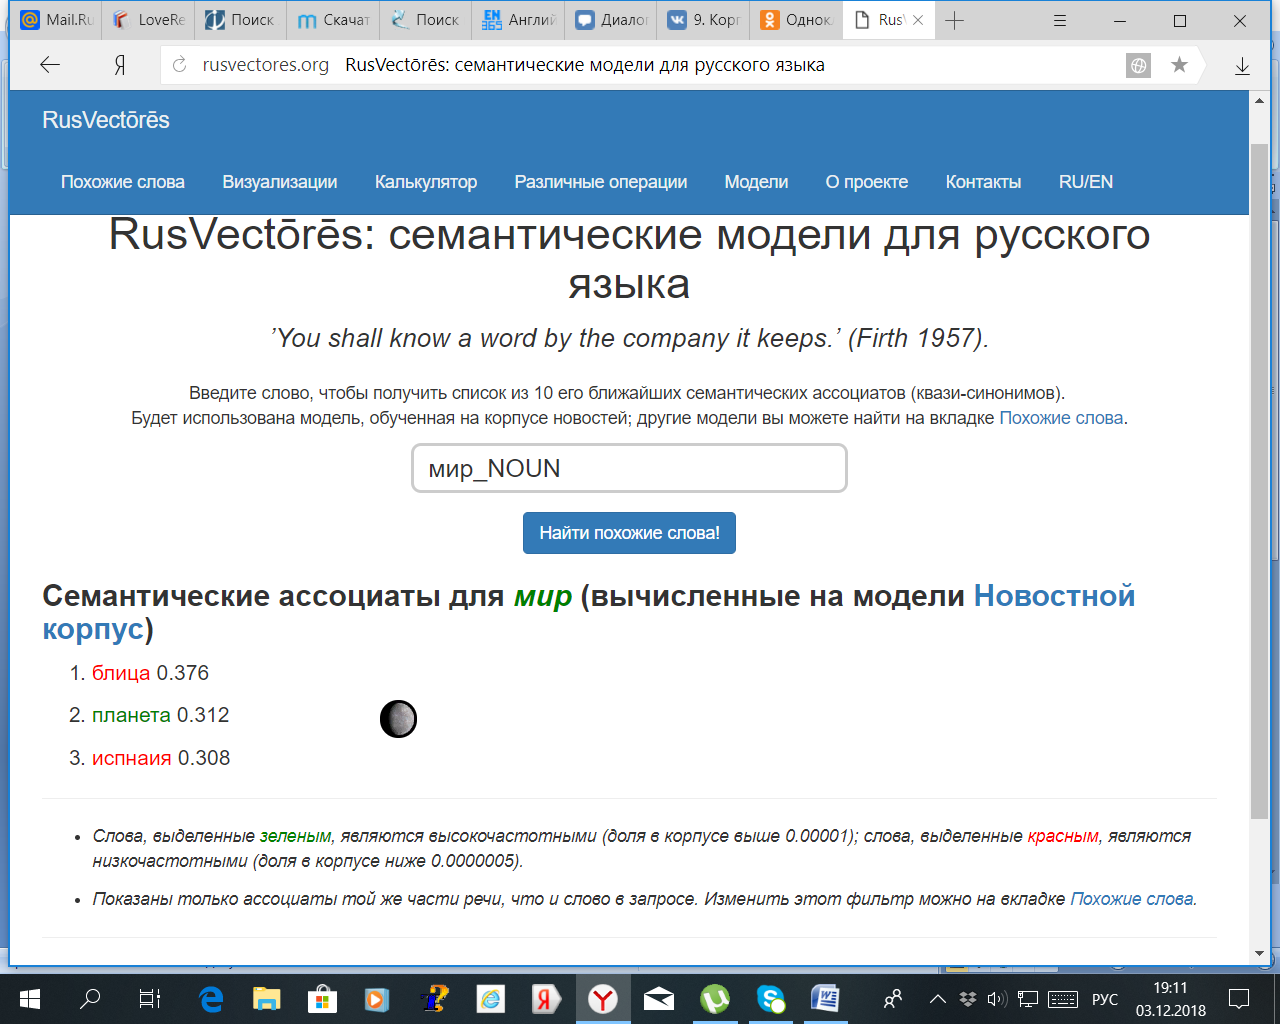 Mail.Ru
LoveRe
Поиск
Скачат
Поиск
EN 365
Англий
Диалог
9. Корп
Однокл
RusV
rusvectores.org RusVectōrēs: семантические модели для русского языка
RusVectōrēs
Похожие слова Визуализации Калькулятор Различные операции Модели О проекте Контакты RU/EN
RusVectōrēs: семантические модели для русского
языка
’You shall know a word by the company it keeps.’ (Firth 1957).
Введите слово, чтобы получить список из 10 его ближайших семантических ассоциатов (квази-синонимов).
Будет использована модель, обученная на корпусе новостей; другие модели вы можете найти на вкладке Похожие слова.
мир_NOUN
Найти похожие слова!
Семантические ассоциаты для мир (вычисленные на модели Новостной
корпус)
1. блица 0.376
2. планета 0.312
3. испнаия 0.308
• Слова, выделенные зеленым, являются высокочастотными (доля в корпусе выше 0.00001); слова, выделенные красным, являются
низкочастотными (доля в корпусе ниже 0.0000005).
• Показаны только ассоциаты той же части речи, что и слово в запросе. Изменить этот фильтр можно на вкладке Похожие слова.
РУС
19:11
03.12.2018